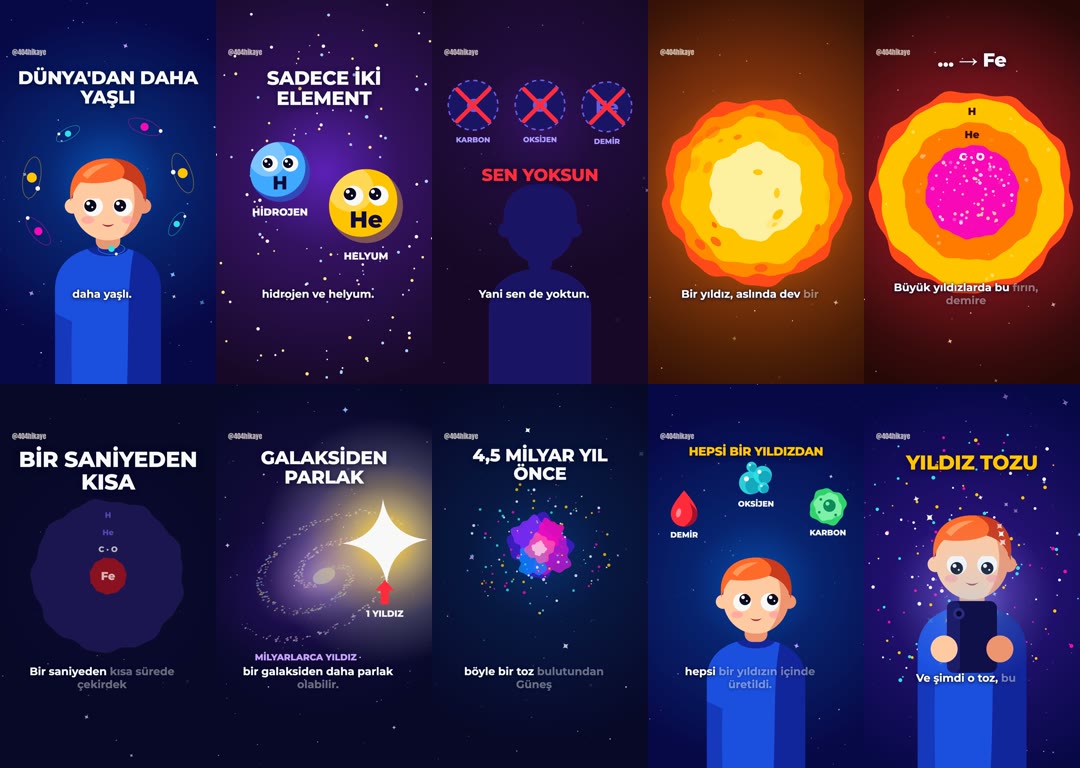 @404hikaye
DÜNYA'DAN DAHA
YAŞLI
daha yaşlı.
@404hikaye
SADECE İKİ
ELEMENT
H
HİDROJEN
He
HELYUM
hidrojen ve helyum.
@404hikaye
KARBON
OKSİJEN
Fe
DEMİR
SEN YOKSUN
Yani sen de yoktun.
@404hikaye
Bir yıldız, aslında dev bir
@404hikaye
... → Fe
H
He
C O
Büyük yıldızlarda bu fırın,
demire
@404hikaye
BİR SANİYEDEN
KISA
H
He
C · O
Fe
Bir saniyeden kısa sürede
çekirdek
@404hikaye
GALAKSİDEN
PARLAK
1 YILDIZ
MİLYARLARCA YILDIZ ·
bir galaksiden daha parlak
olabilir.
@404hikaye
4,5 MİLYAR YIL
ÖNCE
böyle bir toz bulutundan
Güneş
@404hikaye
HEPSİ BİR YILDIZDAN
OKSİJEN
DEMİR
KARBON
hepsi bir yıldızın içinde
üretildi.
@404hikaye
YILDIZ TOZU
Ve şimdi o toz, bu